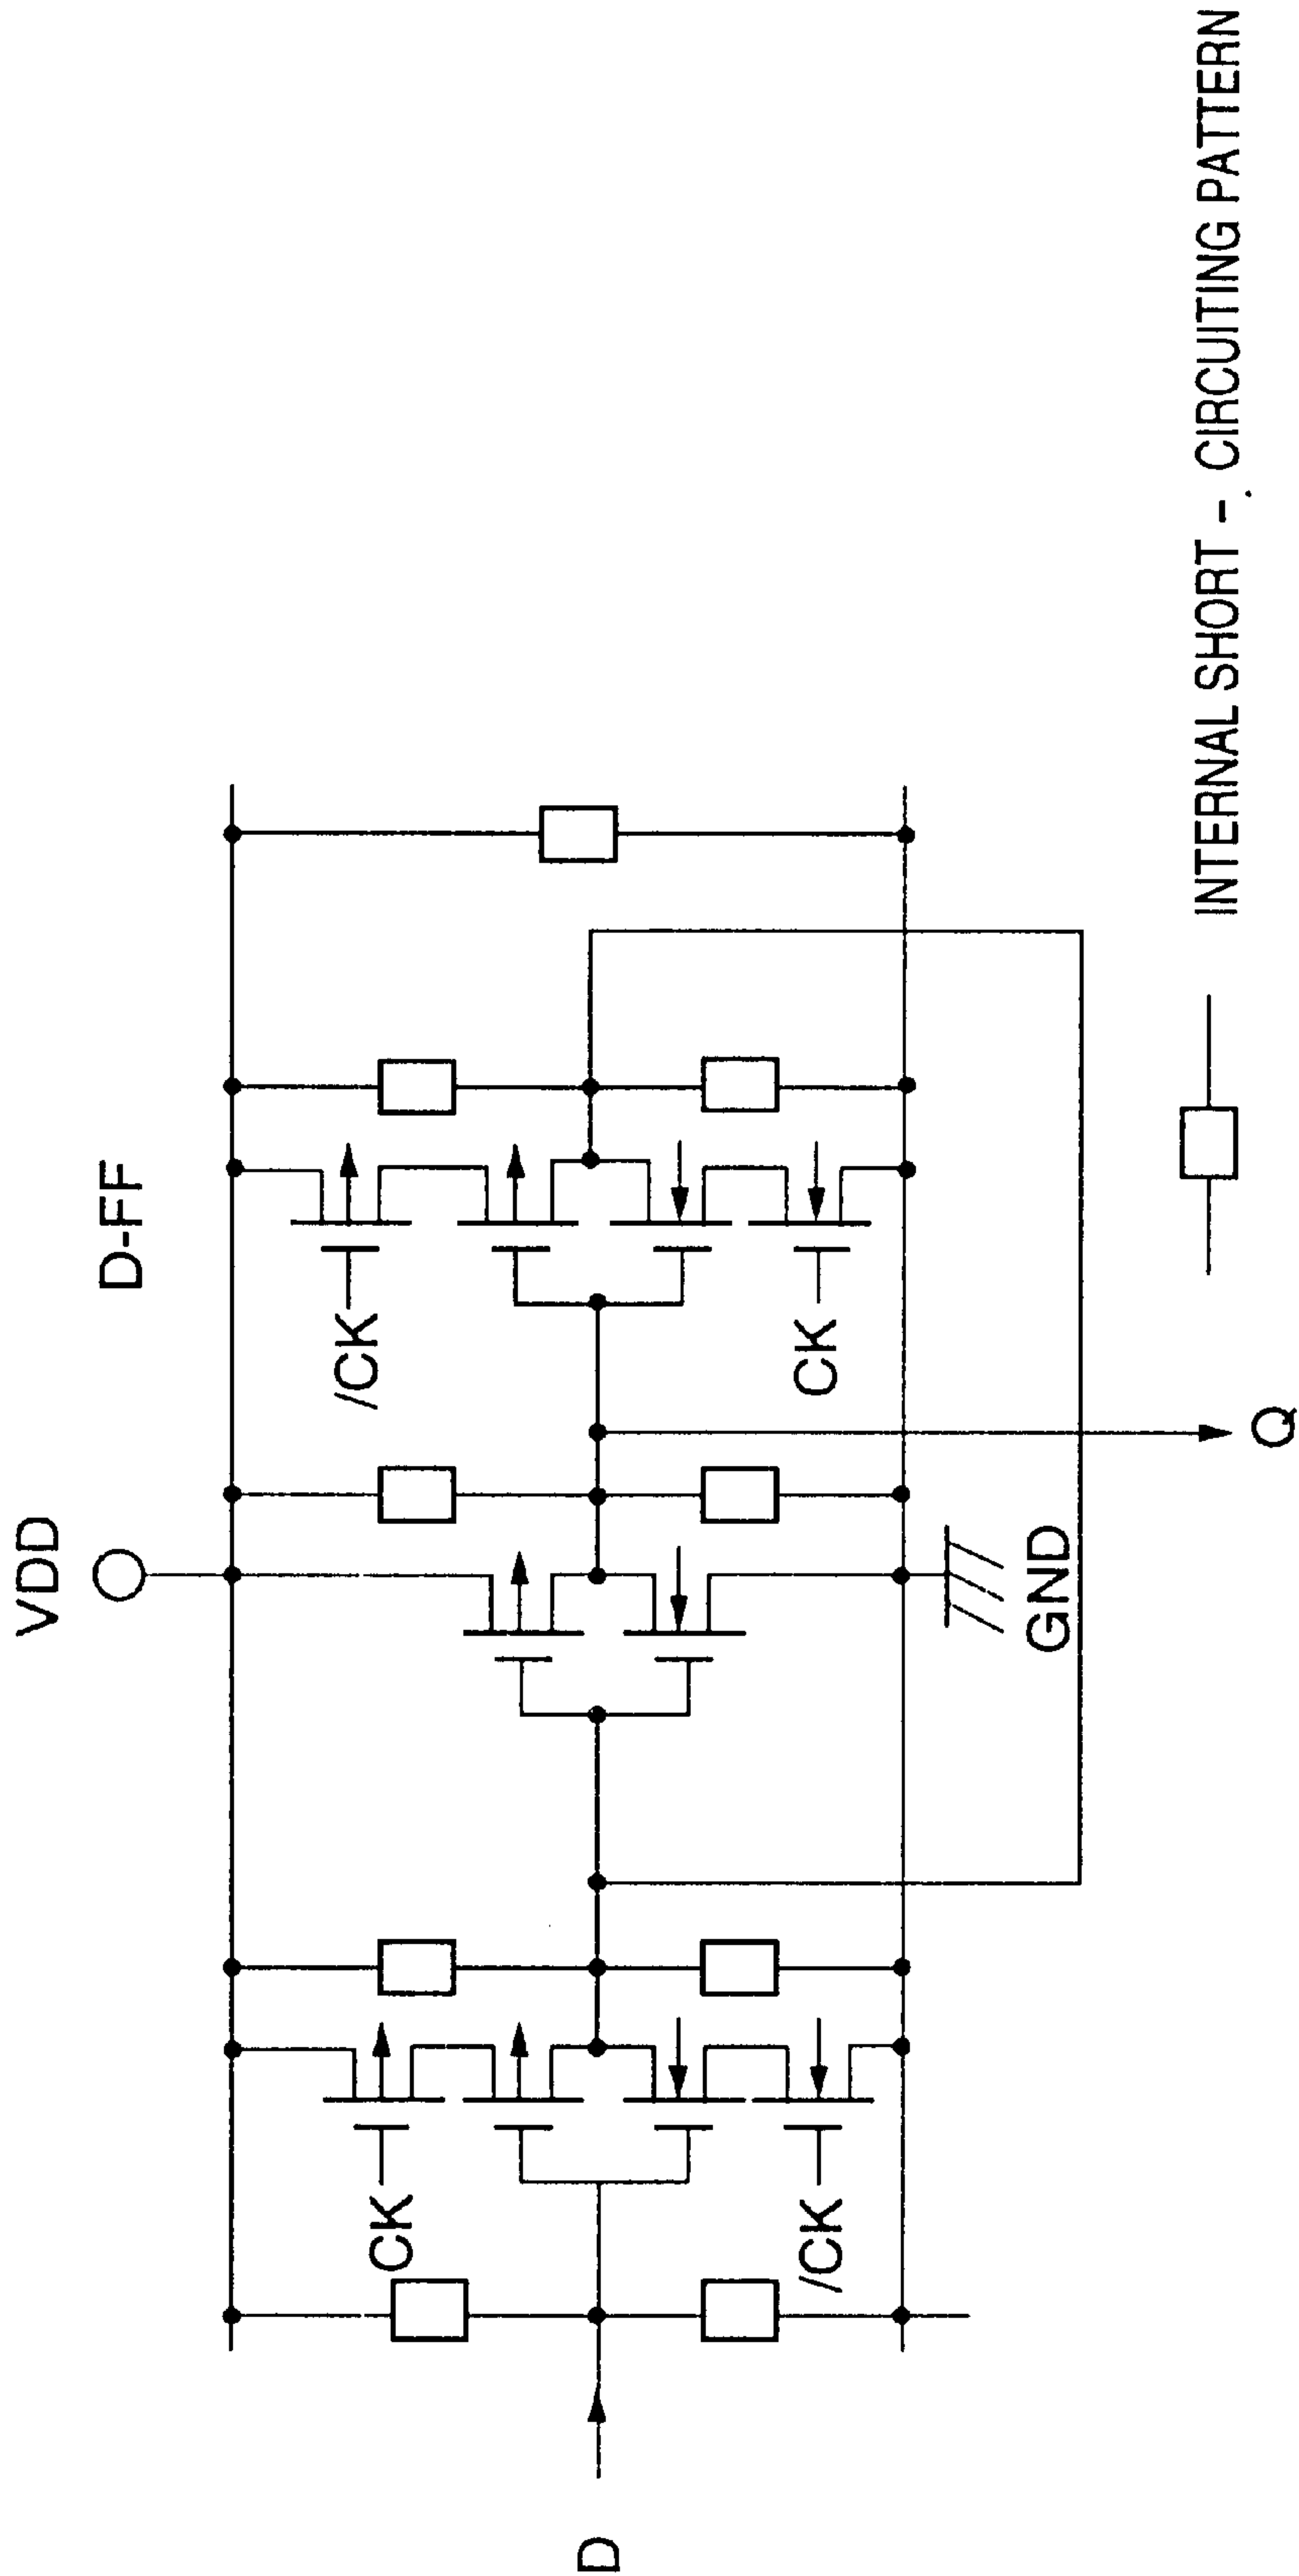 D-FF
VDD
CK
/CK
/CK
CK
D
GND
Q
INTERNAL SHORT - CIRCUITING PATTERN